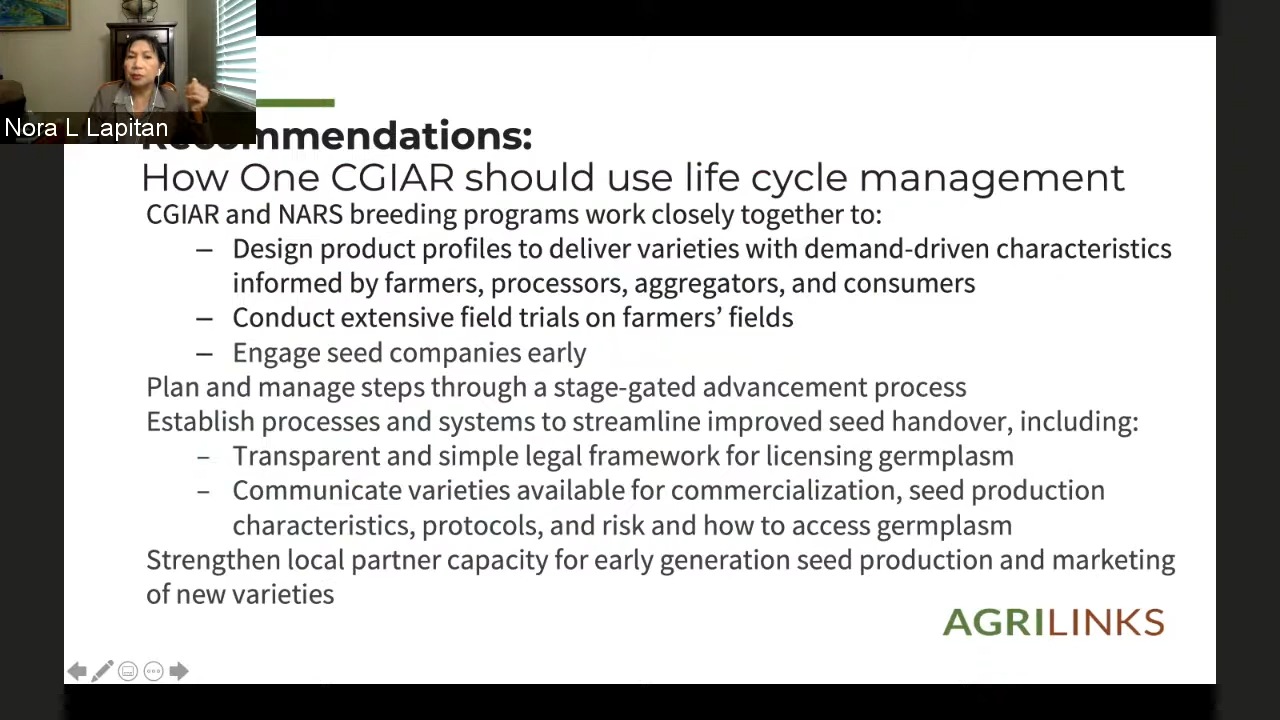 Nora L Lapitan
Recommendations:
How One CGIAR should use life cycle management
CGIAR and NARS breeding programs work closely together to:
– Design product profiles to deliver varieties with demand-driven characteristics
informed by farmers, processors, aggregators, and consumers
– Conduct extensive field trials on farmers’ fields
– Engage seed companies early
Plan and manage steps through a stage-gated advancement process
Establish processes and systems to streamline improved seed handover, including:
– Transparent and simple legal framework for licensing germplasm
– Communicate varieties available for commercialization, seed production
characteristics, protocols, and risk and how to access germplasm
Strengthen local partner capacity for early generation seed production and marketing
of new varieties
AGRILINKS